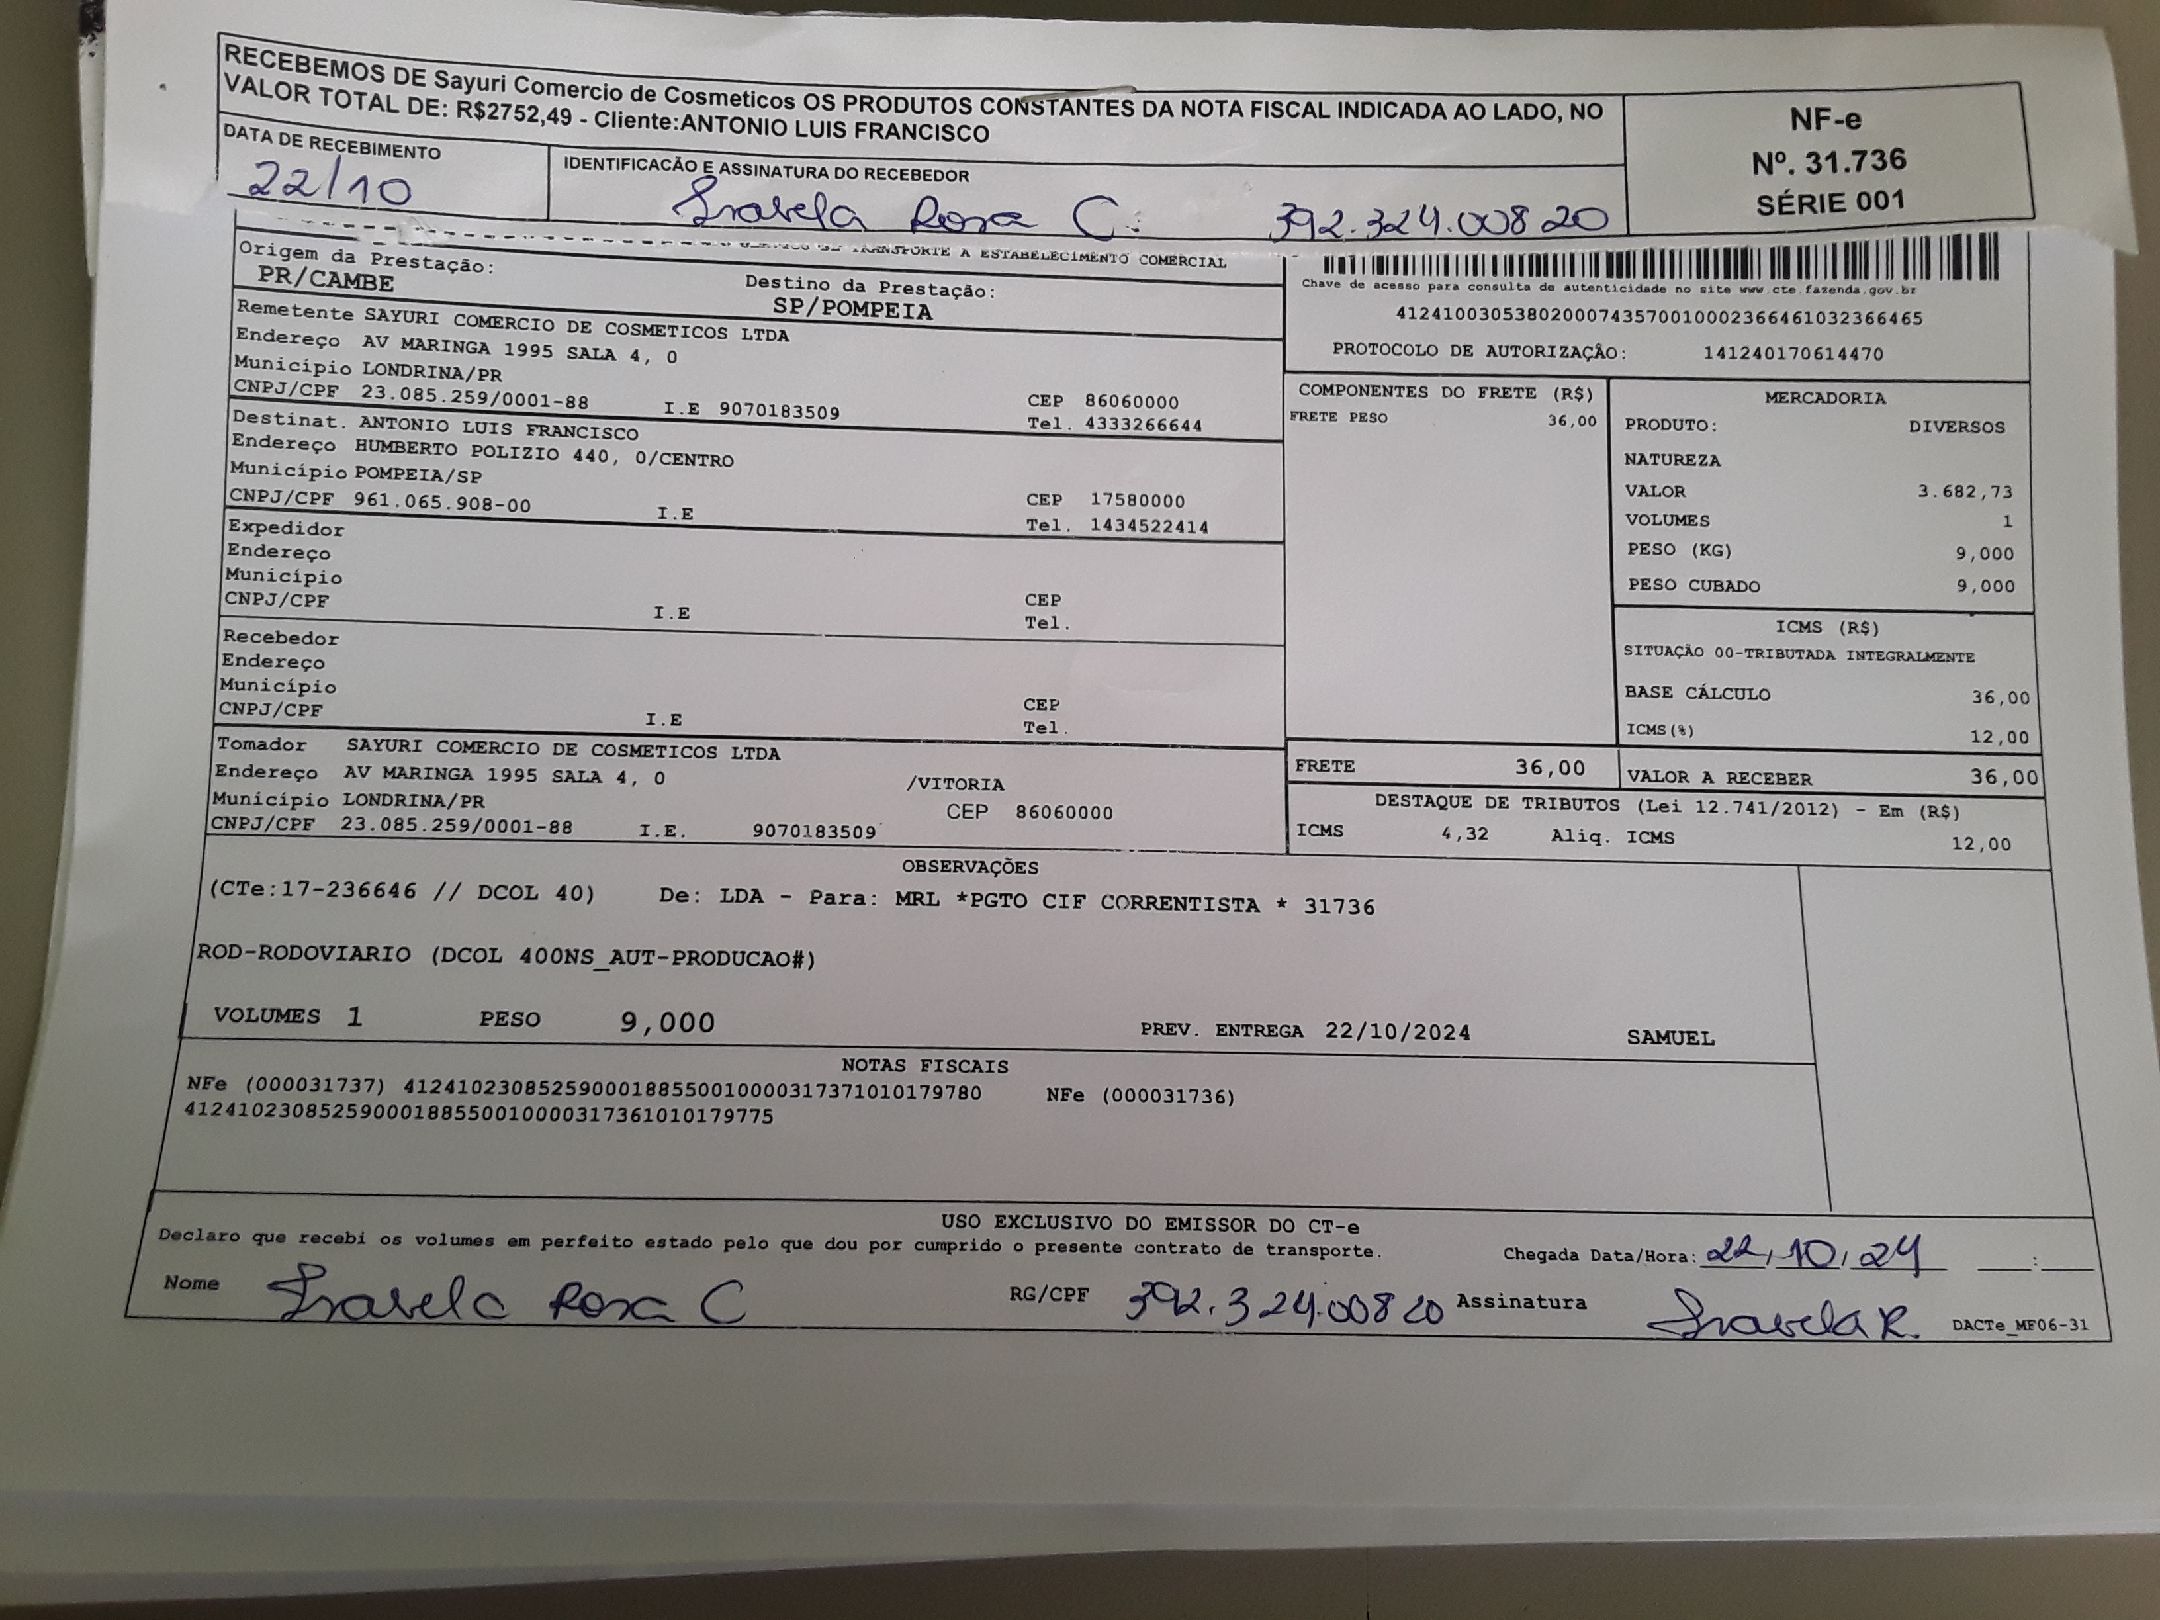 RECEBEMOS DE Sayuri Comercio de Cosmeticos OS PRODUTOS CONSTANTES DA NOTA FISCAL INDICADA AO LADO, NO
VALOR TOTAL DE: R$2752,49 - Cliente:ANTONIO LUIS FRANCISCO
NF-e
Nº. 31.736
SÉRIE 001
DATA DE RECEBIMENTO
22/10
IDENTIFICACÃO E ASSINATURA DO RECEBEDOR
Isabela Rosa C. 392.324.008 20
TRANSPORTE A ESTABELECIMENTO COMERCIAL
Origem da Prestação:
PR/CAMBE
Destino da Prestação:
SP/POMPEIA
Chave de acesso para consulta de autenticidade no site www.cte.fazenda.gov.br
41241003053802000743570010002366461032366465
PROTOCOLO DE AUTORIZAÇÃO: 141240170614470
Remetente SAYURI COMERCIO DE COSMETICOS LTDA
Endereço AV MARINGA 1995 SALA 4, 0
Município LONDRINA/PR
CNPJ/CPF 23.085.259/0001-88 I.E 9070183509
CEP 86060000
Tel. 4333266644
Destinat. ANTONIO LUIS FRANCISCO
Endereço HUMBERTO POLIZIO 440, 0/CENTRO
Município POMPEIA/SP
CNPJ/CPF 961.065.908-00 I.E
CEP 17580000
Tel. 1434522414
Expedidor
Endereço
Município
CNPJ/CPF I.E
CEP
Tel.
Recebedor
Endereço
Município
CNPJ/CPF I.E
CEP
Tel.
Tomador SAYURI COMERCIO DE COSMETICOS LTDA
Endereço AV MARINGA 1995 SALA 4, 0 /VITORIA
Município LONDRINA/PR CEP 86060000
CNPJ/CPF 23.085.259/0001-88 I.E. 9070183509
COMPONENTES DO FRETE (R$)
FRETE PESO 36,00
MERCADORIA
PRODUTO: DIVERSOS
NATUREZA
VALOR 3.682,73
VOLUMES 1
PESO (KG) 9,000
PESO CUBADO 9,000
ICMS (R$)
SITUAÇÃO 00-TRIBUTADA INTEGRALMENTE
BASE CÁLCULO 36,00
ICMS(%) 12,00
FRETE 36,00 VALOR A RECEBER 36,00
DESTAQUE DE TRIBUTOS (Lei 12.741/2012) - Em (R$)
ICMS 4,32 Aliq. ICMS 12,00
OBSERVAÇÕES
(CTe:17-236646 // DCOL 40) De: LDA - Para: MRL *PGTO CIF CORRENTISTA * 31736
ROD-RODOVIARIO (DCOL 400NS_AUT-PRODUCAO#)
VOLUMES 1 PESO 9,000 PREV. ENTREGA 22/10/2024 SAMUEL
NOTAS FISCAIS
NFe (000031737) 41241023085259000188550010000317371010179780 NFe (000031736)
41241023085259000188550010000317361010179775
USO EXCLUSIVO DO EMISSOR DO CT-e
Declaro que recebi os volumes em perfeito estado pelo que dou por cumprido o presente contrato de transporte.
Chegada Data/Hora: 22, 10, 24 ___:___
Nome Isabela Rosa C RG/CPF 392.324.008 20 Assinatura Isabela R. DACTe_MF06-31